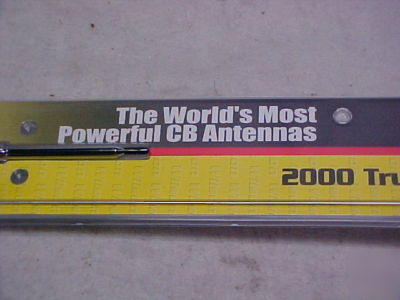 The World's Most
Powerful CB Antennas
2000 Tru